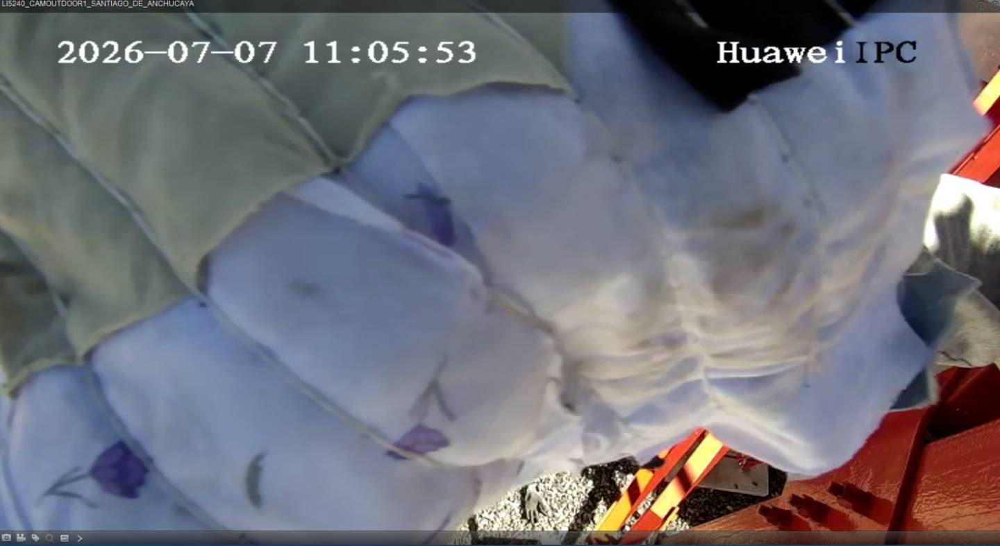 LI5240_CAMOUTDOOR1_SANTIAGO_DE_ANCHUCAYA
2026-07-07 11:05:53
Huawei IPC